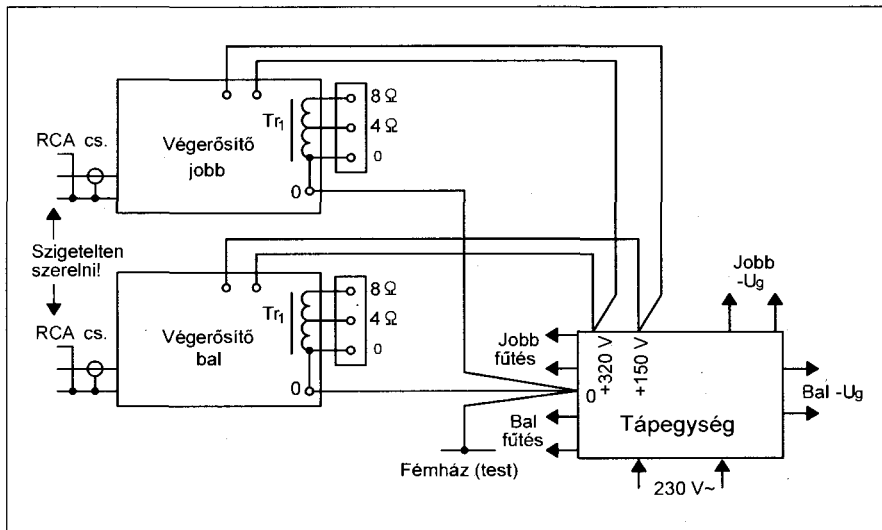 RCA cs.
Végerősítő
jobb
Tr1
8 Ω
4 Ω
0
0
Szigetelten
szerelni!
RCA cs.
Végerősítő
bal
Tr1
8 Ω
4 Ω
0
0
Jobb
-Ug
Jobb
fűtés
+320 V
+150 V
0
Bal
fűtés
Tápegység
Bal -Ug
Fémház (test)
230 V~